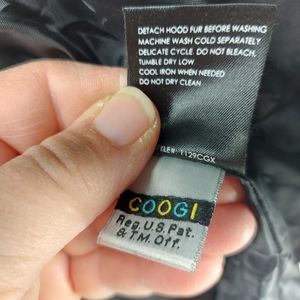 DETACH HOOD FUR BEFORE WASHING
MACHINE WASH COLD SEPARATELY
DELICATE CYCLE. DO NOT BLEACH,
TUMBLE DRY LOW
COOL IRON WHEN NEEDED
DO NOT DRY CLEAN
1129CGX
COOGI
Reg. U.S. Pat.
& T.M. Off.